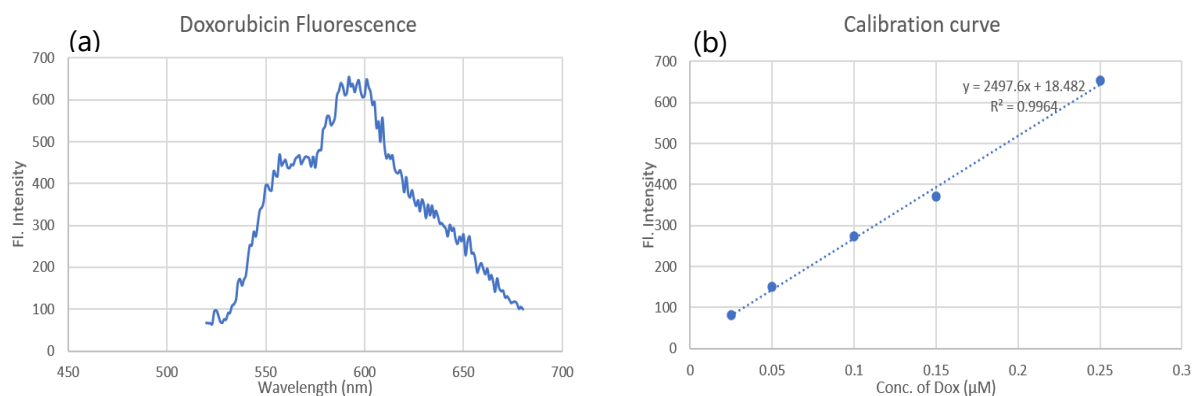 (a)
Doxorubicin Fluorescence
700
600
500
400
300
200
100
0
Fl. Intensity
450 500 550 600 650 700
Wavelength (nm)
(b)
Calibration curve
700
600
500
400
300
200
100
0
Fl. Intensity
y = 2497.6x + 18.482
R² = 0.9964
0 0.05 0.1 0.15 0.2 0.25 0.3
Conc. of Dox (µM)